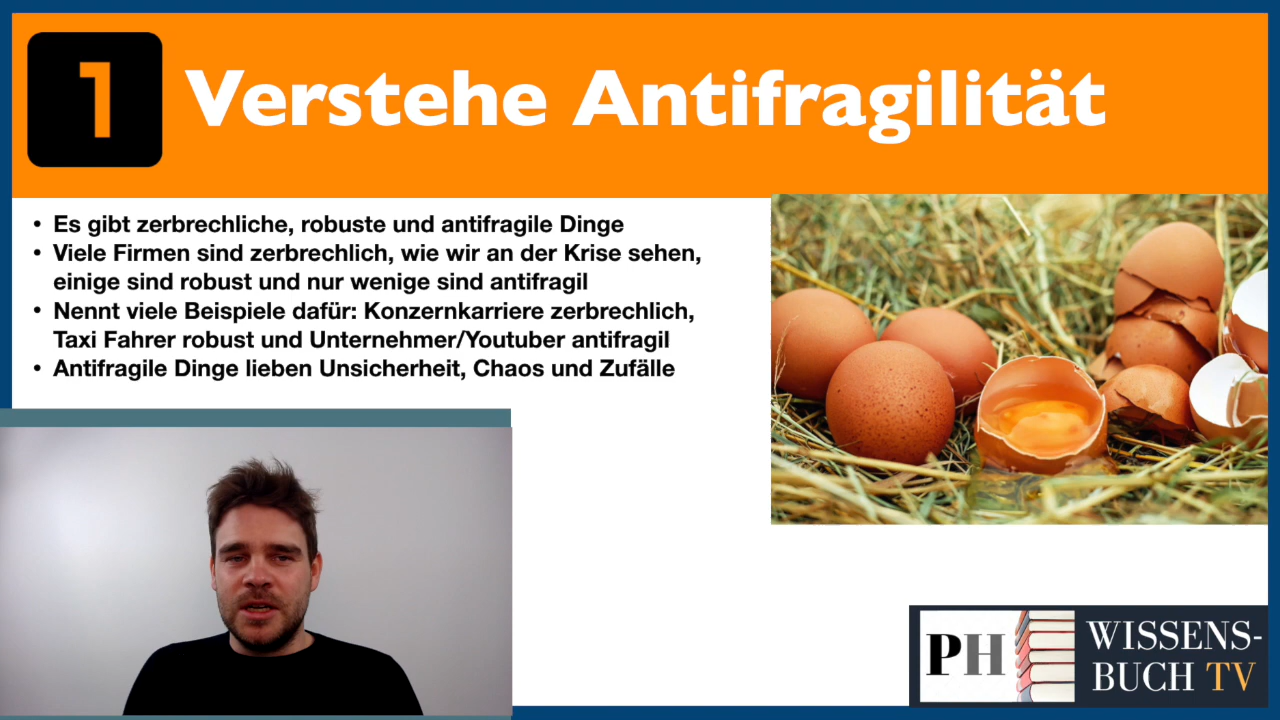 1
Verstehe Antifragilität
• Es gibt zerbrechliche, robuste und antifragile Dinge
• Viele Firmen sind zerbrechlich, wie wir an der Krise sehen,
einige sind robust und nur wenige sind antifragil
• Nennt viele Beispiele dafür: Konzernkarriere zerbrechlich,
Taxi Fahrer robust und Unternehmer/Youtuber antifragil
• Antifragile Dinge lieben Unsicherheit, Chaos und Zufälle
PH
WISSENS-
BUCH TV